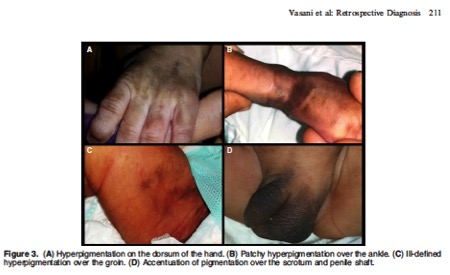 Vasani et al: Retrospective Diagnosis 211
A
B
C
D
Figure 3. (A) Hyperpigmentation on the dorsum of the hand. (B) Patchy hyperpigmentation over the ankle. (C) Ill-defined
hyperpigmentation over the groin. (D) Accentuation of pigmentation over the scrotum and penile shaft.